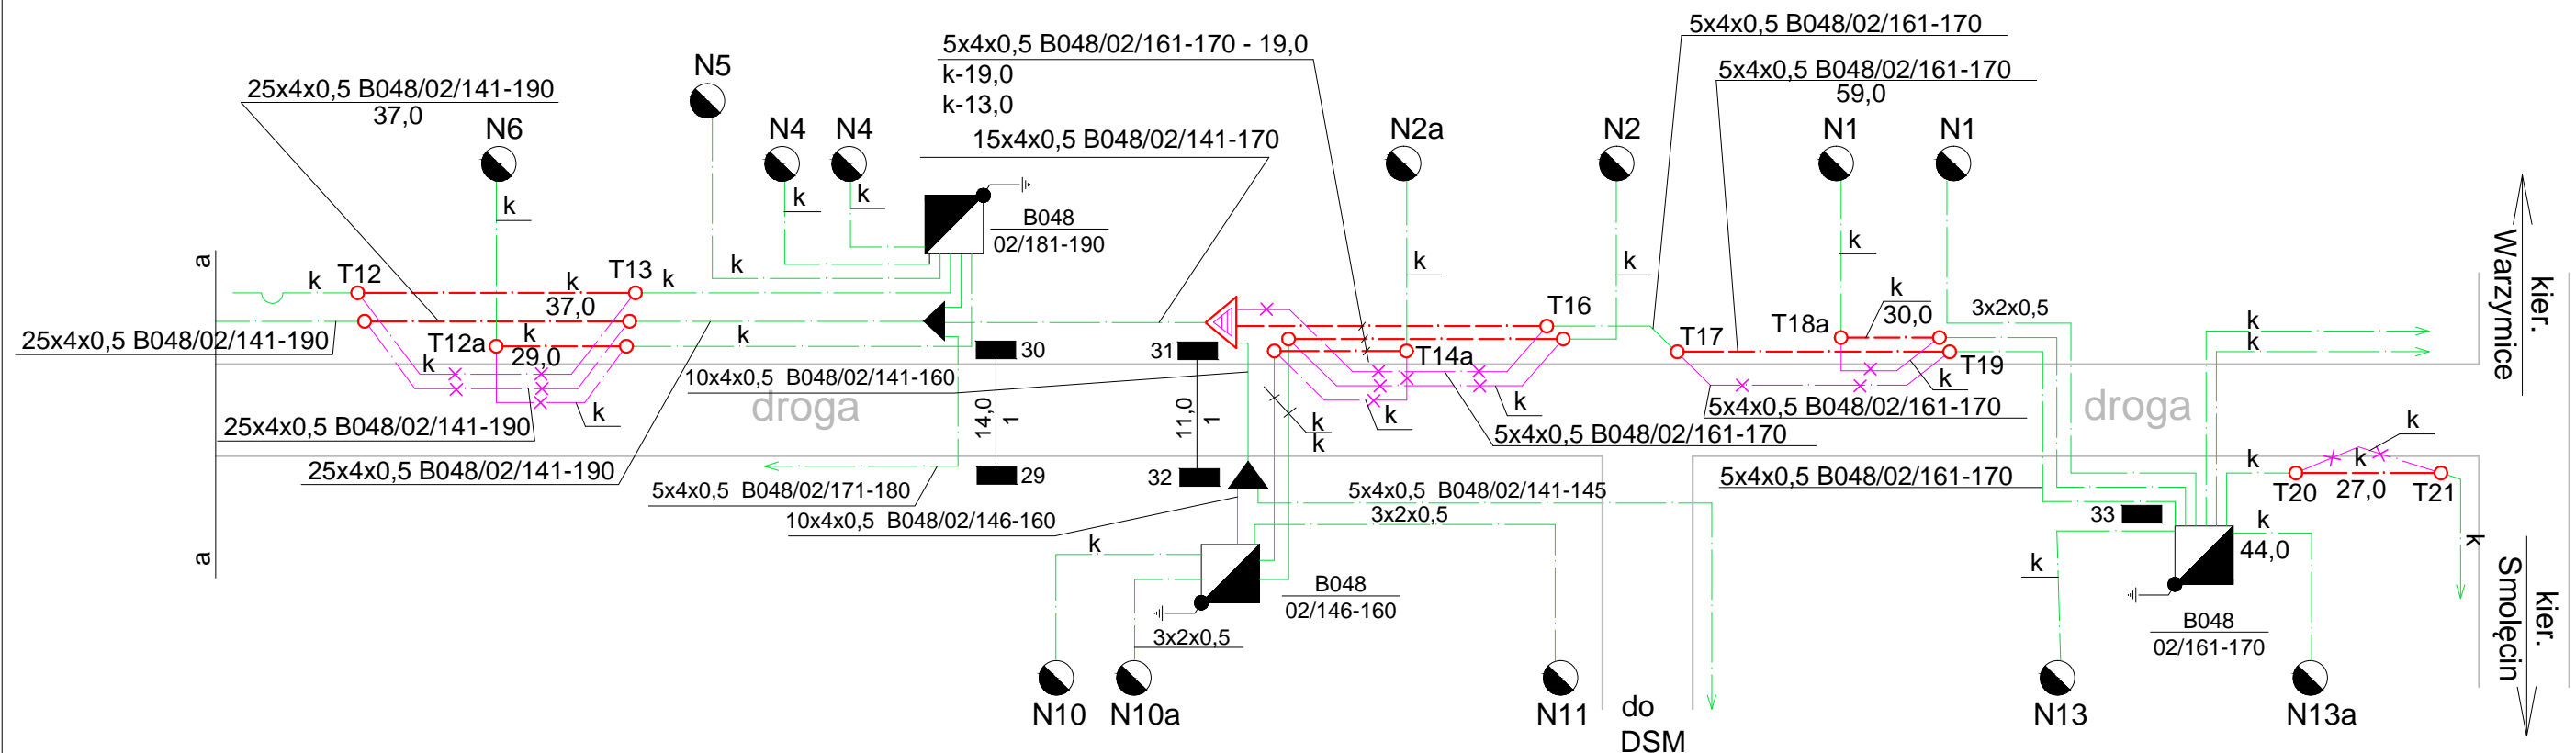 5x4x0,5 B048/02/161-170
5x4x0,5 B048/02/161-170 - 19,0
k-19,0
k-13,0
N5
5x4x0,5 B048/02/161-170
59,0
25x4x0,5 B048/02/141-190
37,0
N6
N4
N4
15x4x0,5 B048/02/141-170
N2a
N2
N1
N1
k
k
k
B048
02/181-190
k
k
k
a
k
T12
k
37,0
T13
k
k
T16
k
30,0
3x2x0,5
T18a
k
k
kier.
Warzymice
25x4x0,5 B048/02/141-190
T12a
k
29,0
k
k
30
31
T14a
T17
T19
k
10x4x0,5 B048/02/141-160
droga
14,0
1
11,0
1
k
k
k
k
5x4x0,5 B048/02/161-170
droga
25x4x0,5 B048/02/141-190
k
5x4x0,5 B048/02/161-170
k
k
k
25x4x0,5 B048/02/141-190
29
32
5x4x0,5 B048/02/161-170
T20
27,0
T21
5x4x0,5 B048/02/171-180
5x4x0,5 B048/02/141-145
10x4x0,5 B048/02/146-160
3x2x0,5
33
k
44,0
k
a
k
k
B048
02/146-160
B048
02/161-170
3x2x0,5
kier.
Smolęcin
N10
N10a
N11
do
DSM
N13
N13a